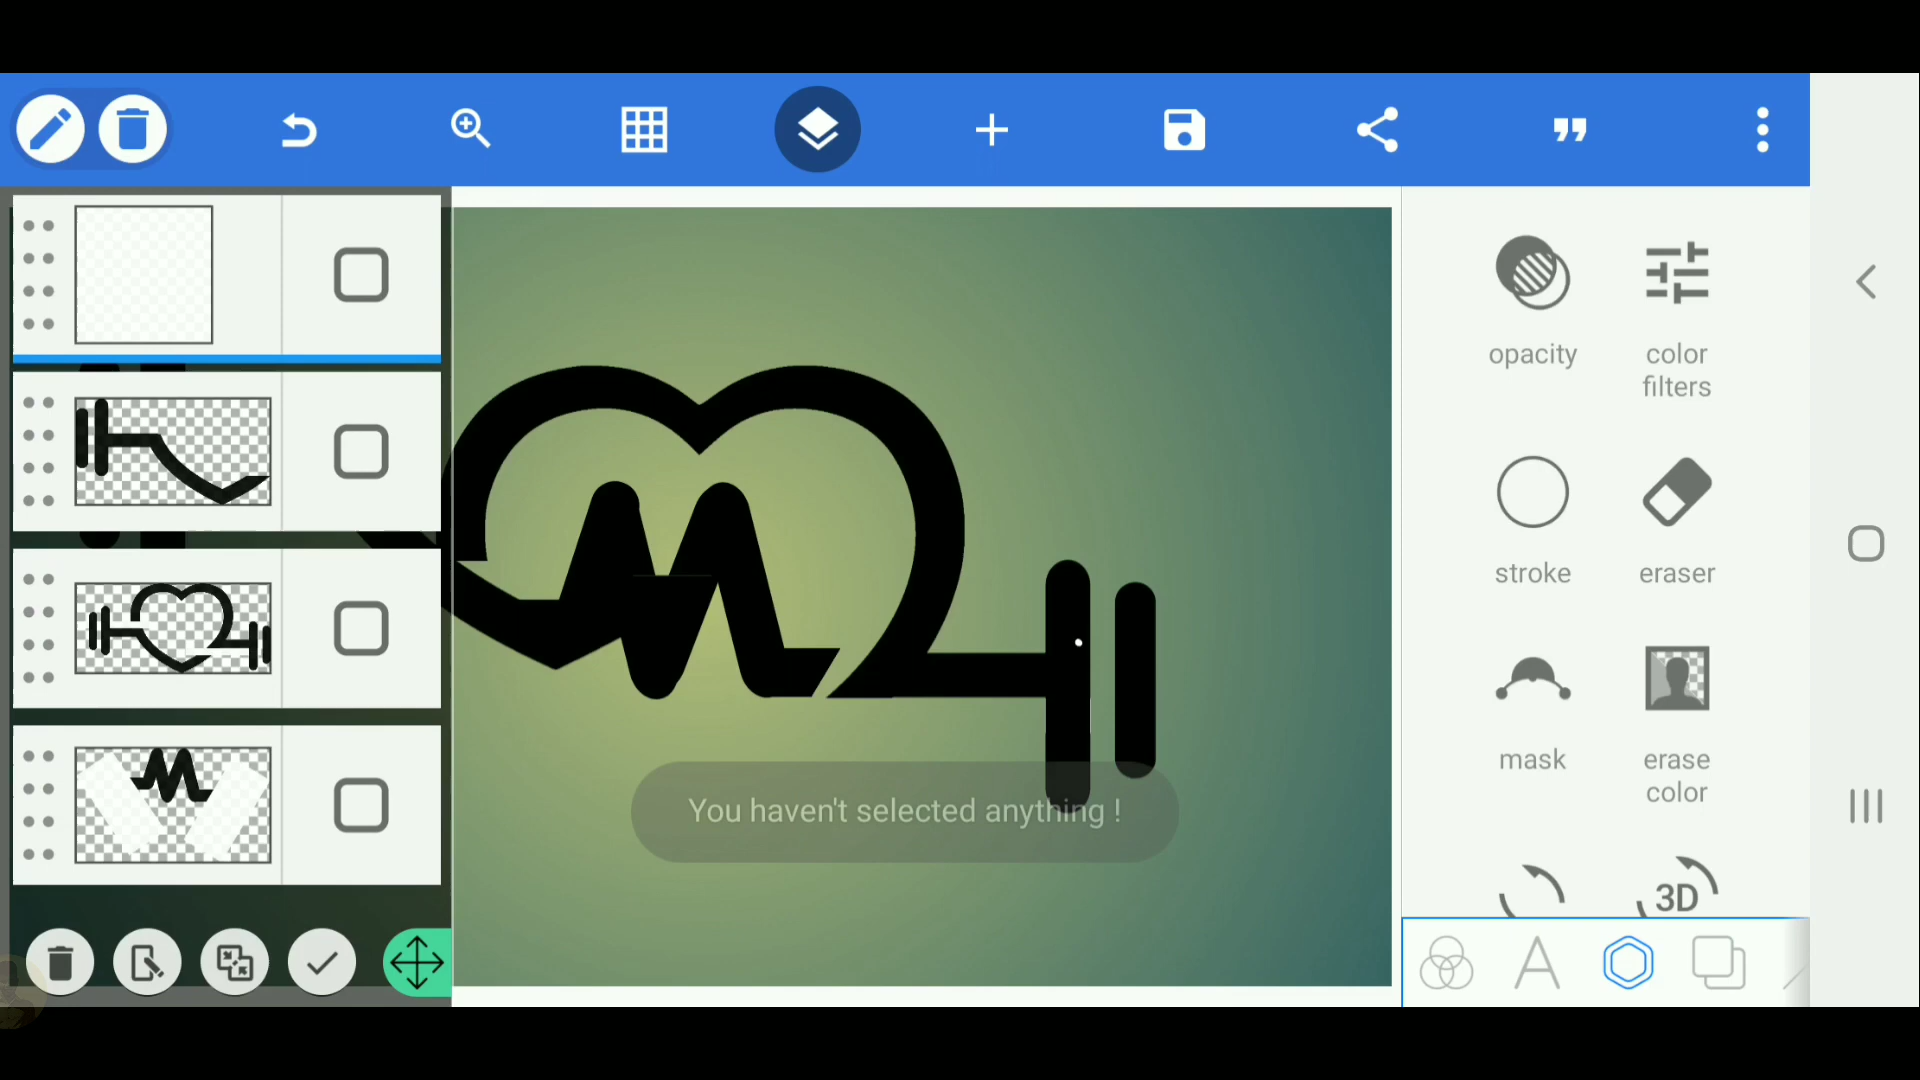 opacity
color
filters
stroke
eraser
You haven't selected anything !
mask
erase
color
3D
A